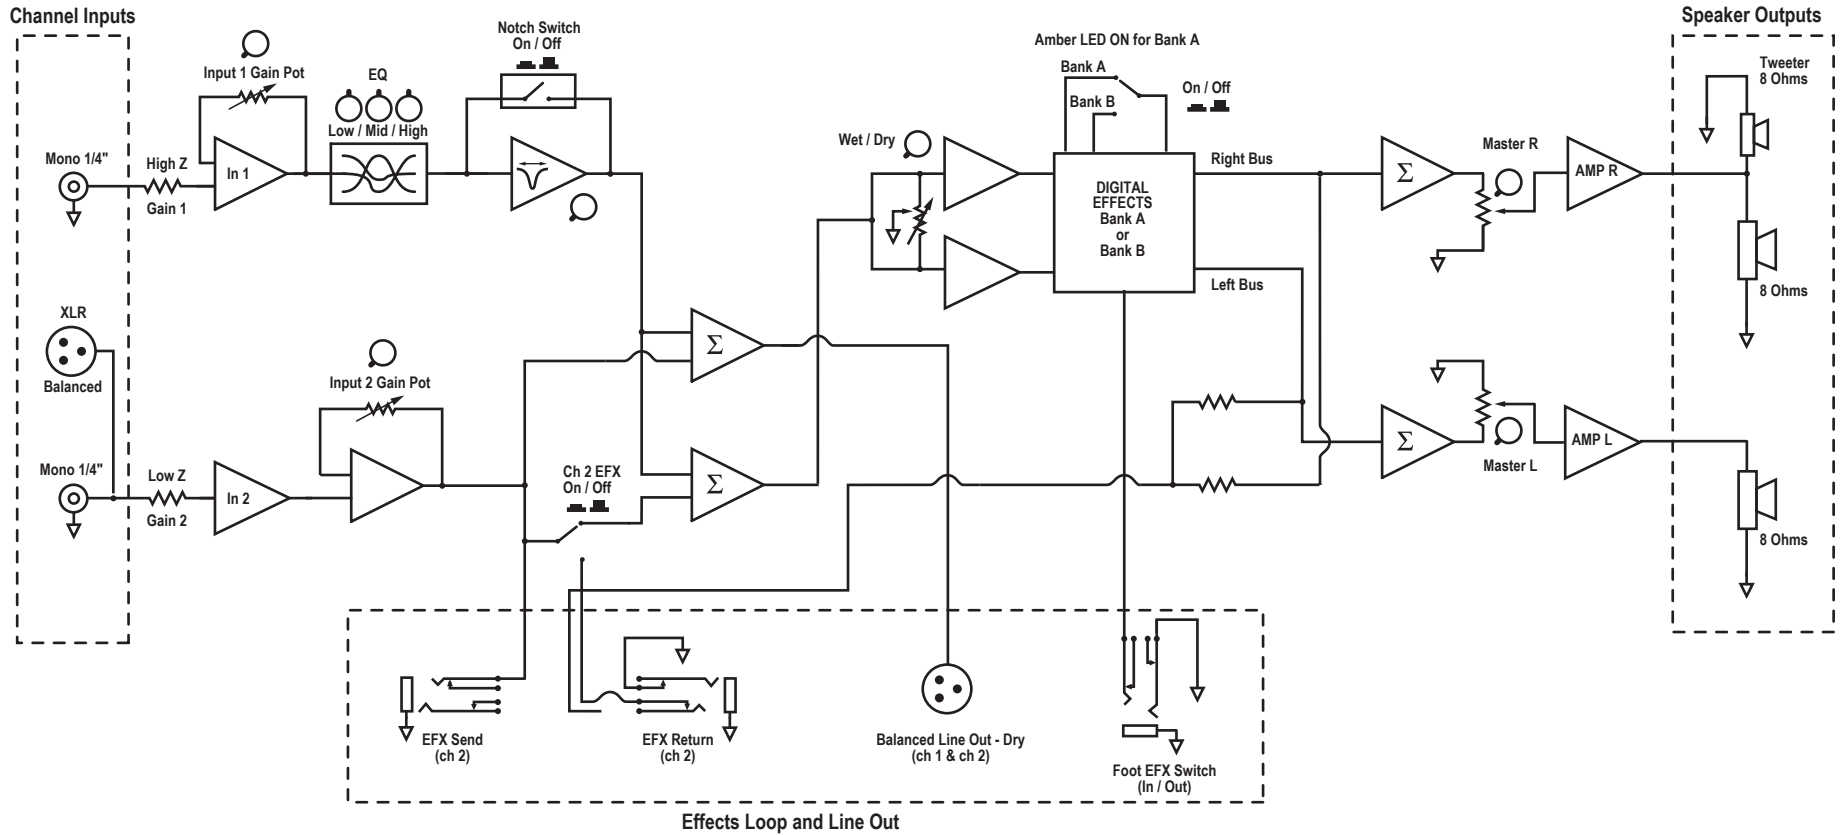 Channel Inputs
Speaker Outputs
Notch Switch
On / Off
Amber LED ON for Bank A
Input 1 Gain Pot
EQ
Low / Mid / High
Bank A
Bank B
On / Off
Tweeter
8 Ohms
Mono 1/4"
High Z
Gain 1
In 1
Wet / Dry
DIGITAL
EFFECTS
Bank A
or
Bank B
Right Bus
Left Bus
Σ
Master R
AMP R
8 Ohms
XLR
Balanced
Input 2 Gain Pot
Σ
Mono 1/4"
Low Z
Gain 2
In 2
Ch 2 EFX
On / Off
Σ
Σ
Master L
AMP L
8 Ohms
EFX Send
(ch 2)
EFX Return
(ch 2)
Balanced Line Out - Dry
(ch 1 & ch 2)
Foot EFX Switch
(In / Out)
Effects Loop and Line Out